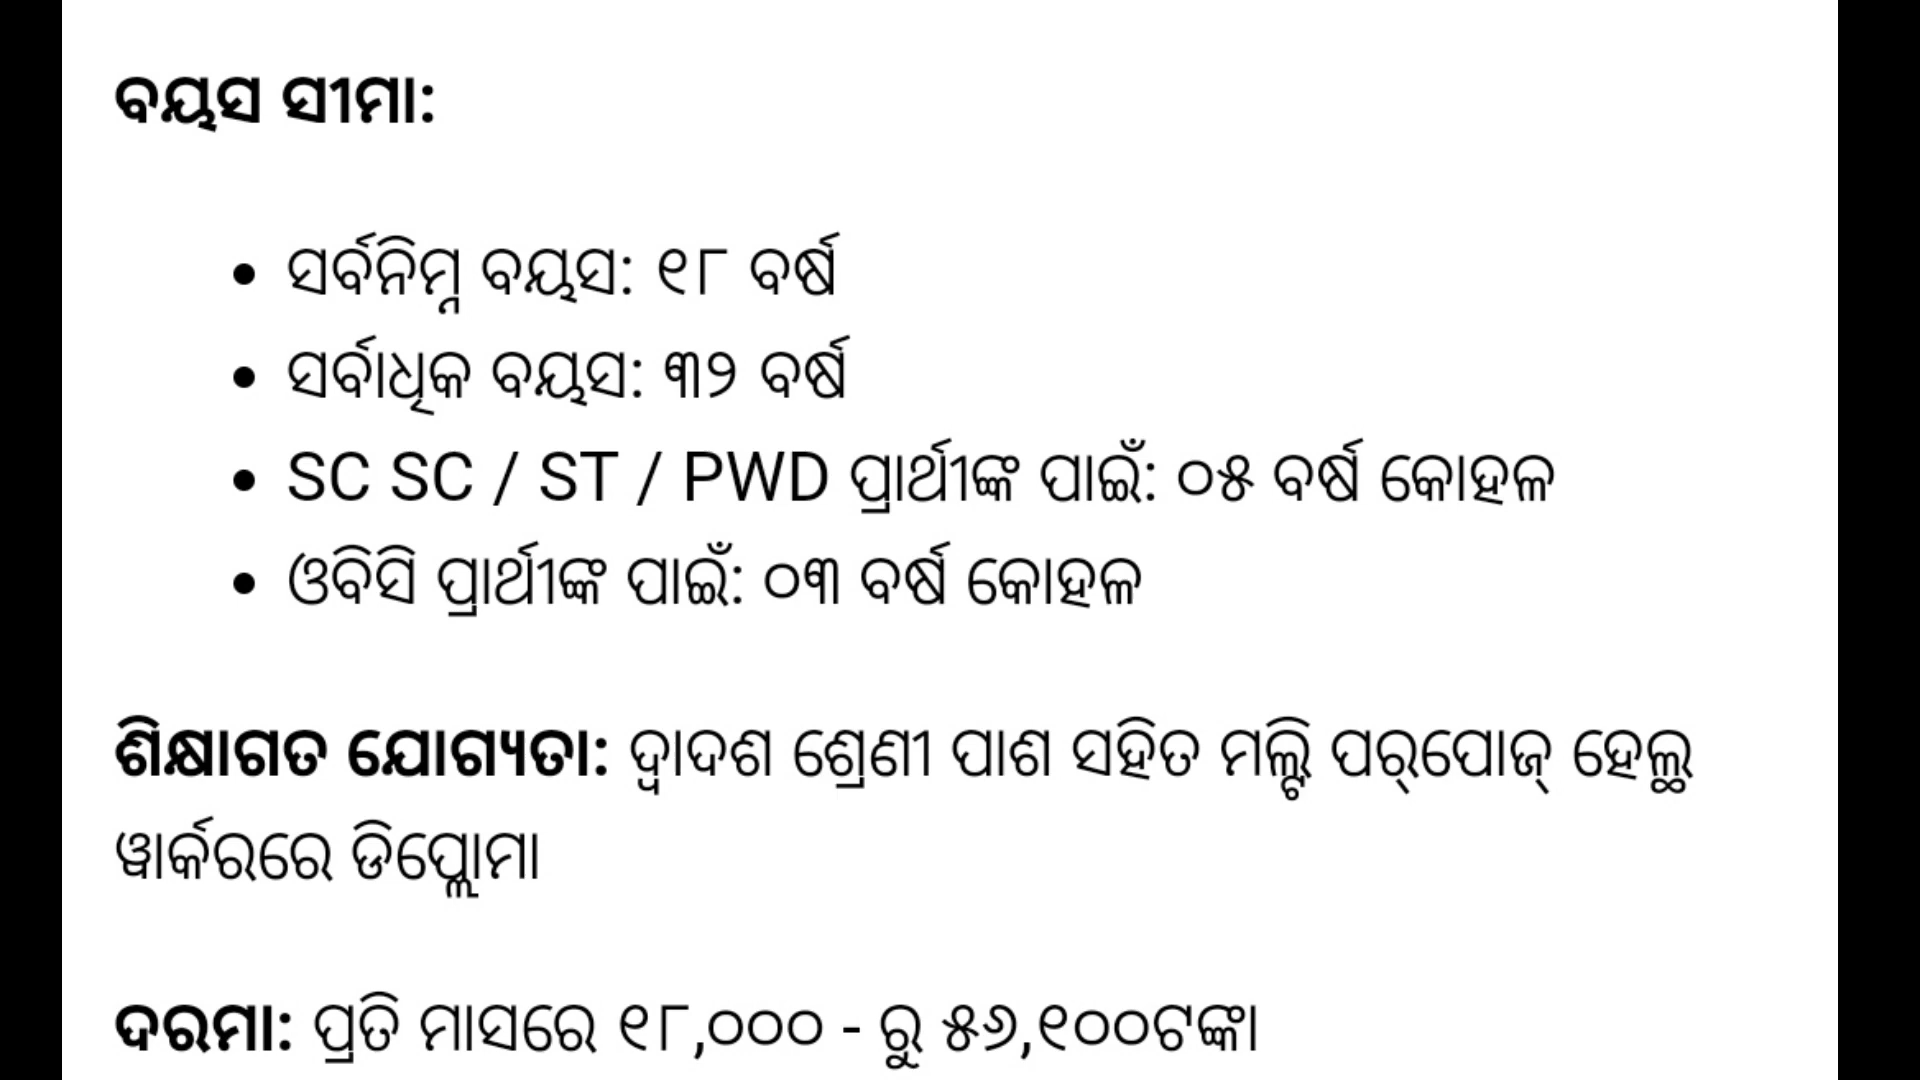 ବୟସ ସୀମା:
• ସର୍ବନିମ୍ନ ବୟସ: ୧୮ ବର୍ଷ
• ସର୍ବାଧିକ ବୟସ: ୩୨ ବର୍ଷ
• SC SC / ST / PWD ପ୍ରାର୍ଥୀଙ୍କ ପାଇଁ: ୦୫ ବର୍ଷ କୋହଳ
• ଓବିସି ପ୍ରାର୍ଥୀଙ୍କ ପାଇଁ: ୦୩ ବର୍ଷ କୋହଳ
ଶିକ୍ଷାଗତ ଯୋଗ୍ୟତା: ଦ୍ୱାଦଶ ଶ୍ରେଣୀ ପାଶ ସହିତ ମଲ୍ଟି ପର୍‌ପୋଜ୍ ହେଲ୍ଥ
ୱାର୍କରରେ ଡିପ୍ଲୋମା
ଦରମା: ପ୍ରତି ମାସରେ ୧୮,୦୦୦ - ରୁ ୫୬,୧୦୦ଟଙ୍କା